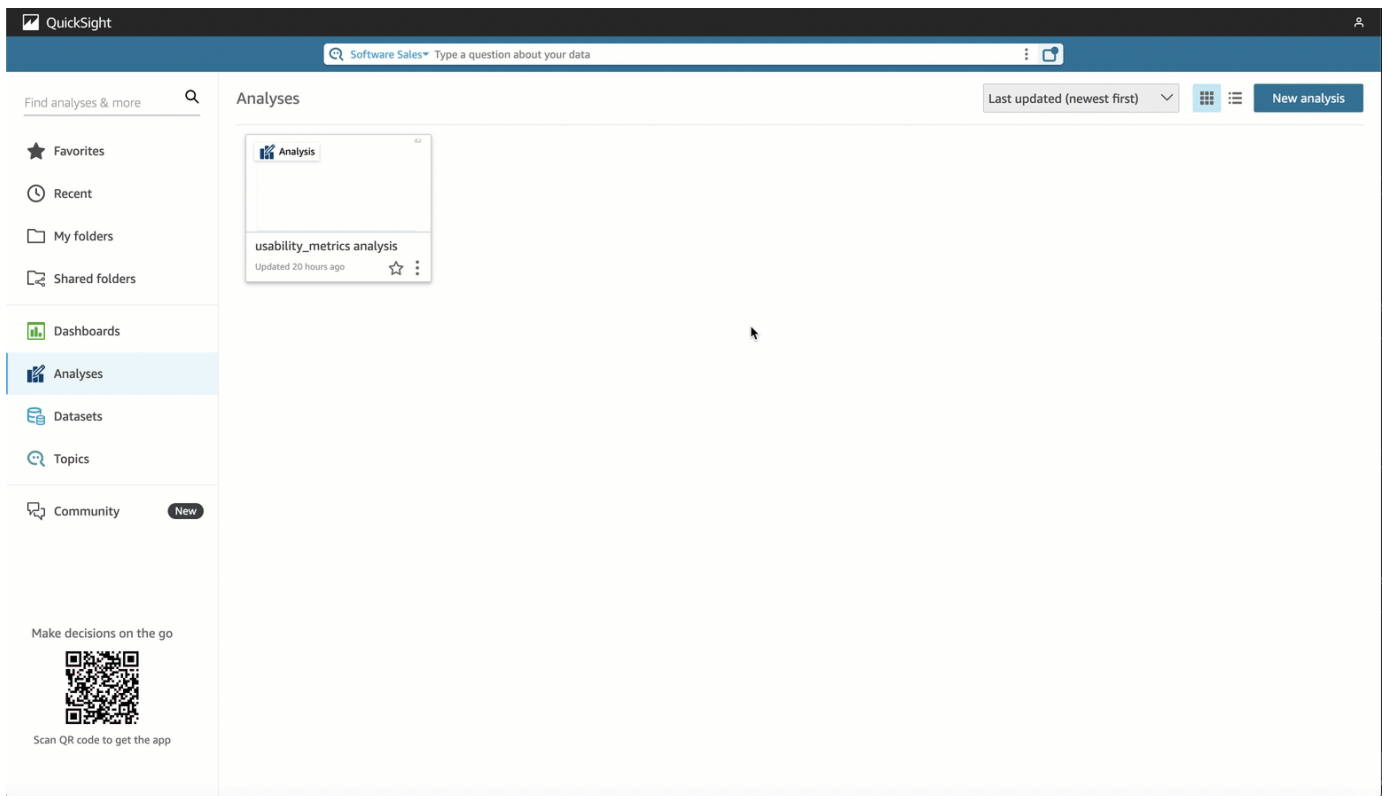 QuickSight
Software Sales Type a question about your data
Find analyses & more
Favorites
Recent
My folders
Shared folders
Dashboards
Analyses
Datasets
Topics
Community New
Make decisions on the go
Scan QR code to get the app
Analyses
Last updated (newest first)
New analysis
Analysis
usability_metrics analysis
Updated 20 hours ago